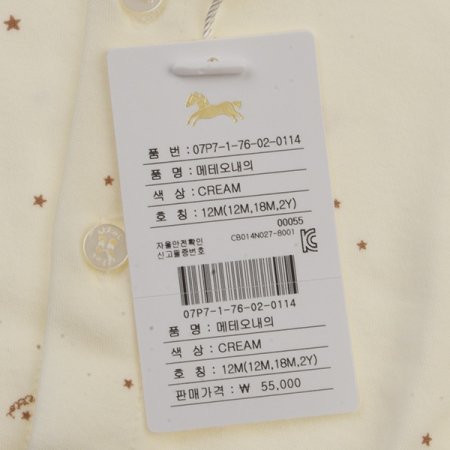 품 번 : 07P7-1-76-02-0114
품 명 : 메테오내의
색 상 : CREAM
호 칭 : 12M(12M,18M,2Y)
00055
자율안전확인 CB014N027-8001
신고필증번호
07P7-1-76-02-0114
품 명 : 메테오내의
색 상 : CREAM
호 칭 : 12M(12M,18M,2Y)
판매가격 : ₩ 55,000